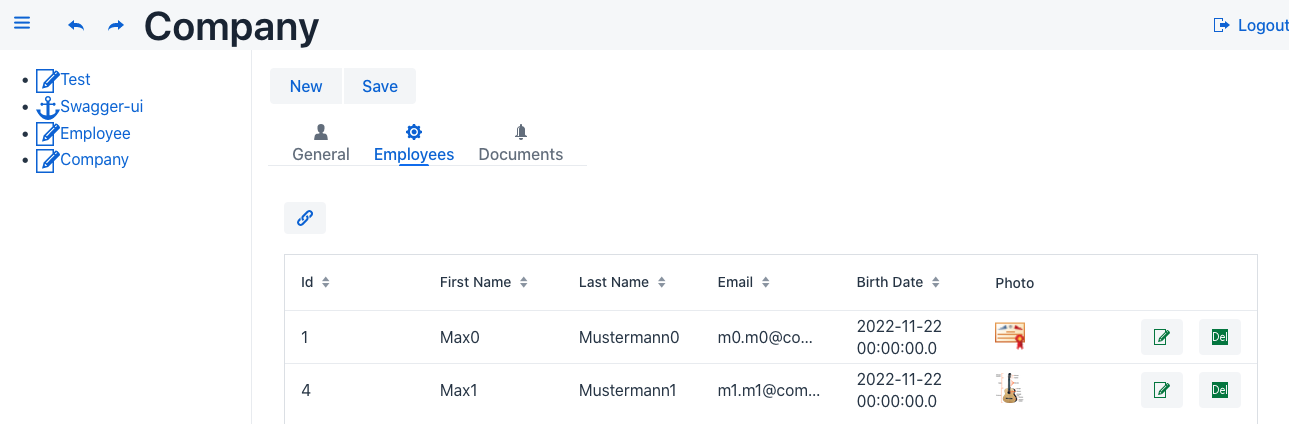 Company
Logout
Test
Swagger-ui
Employee
Company
New Save
General Employees Documents
Id First Name Last Name Email Birth Date Photo
1 Max0 Mustermann0 m0.m0@co... 2022-11-22
00:00:00.0 Del
4 Max1 Mustermann1 m1.m1@com... 2022-11-22
00:00:00.0 Del